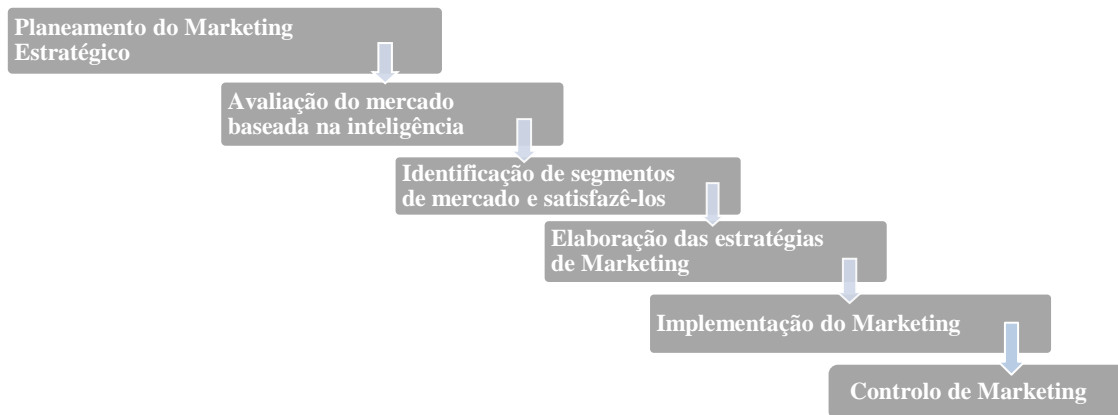 Planeamento do Marketing
Estratégico
Avaliação do mercado
baseada na inteligência
Identificação de segmentos
de mercado e satisfazê-los
Elaboração das estratégias
de Marketing
Implementação do Marketing
Controlo de Marketing